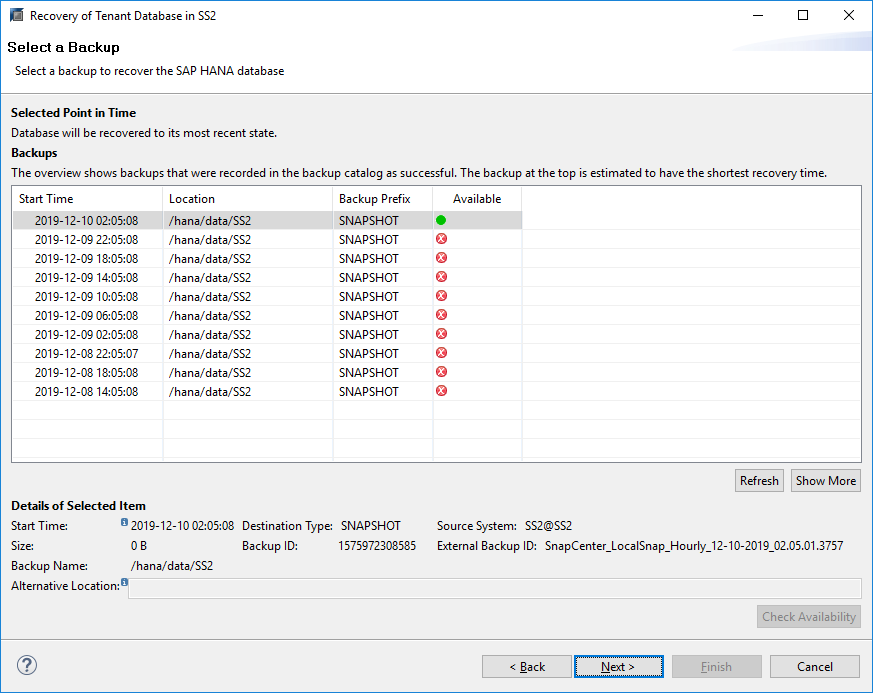 Recovery of Tenant Database in SS2
Select a Backup
Select a backup to recover the SAP HANA database
Selected Point in Time
Database will be recovered to its most recent state.
Backups
The overview shows backups that were recorded in the backup catalog as successful. The backup at the top is estimated to have the shortest recovery time.
Start Time Location Backup Prefix Available
2019-12-10 02:05:08 /hana/data/SS2 SNAPSHOT
2019-12-09 22:05:08 /hana/data/SS2 SNAPSHOT
2019-12-09 18:05:08 /hana/data/SS2 SNAPSHOT
2019-12-09 14:05:08 /hana/data/SS2 SNAPSHOT
2019-12-09 10:05:08 /hana/data/SS2 SNAPSHOT
2019-12-09 06:05:08 /hana/data/SS2 SNAPSHOT
2019-12-09 02:05:08 /hana/data/SS2 SNAPSHOT
2019-12-08 22:05:07 /hana/data/SS2 SNAPSHOT
2019-12-08 18:05:08 /hana/data/SS2 SNAPSHOT
2019-12-08 14:05:08 /hana/data/SS2 SNAPSHOT
Refresh Show More
Details of Selected Item
Start Time: 2019-12-10 02:05:08 Destination Type: SNAPSHOT Source System: SS2@SS2
Size: 0 B Backup ID: 1575972308585 External Backup ID: SnapCenter_LocalSnap_Hourly_12-10-2019_02.05.01.3757
Backup Name: /hana/data/SS2
Alternative Location:
Check Availability
? < Back Next > Finish Cancel